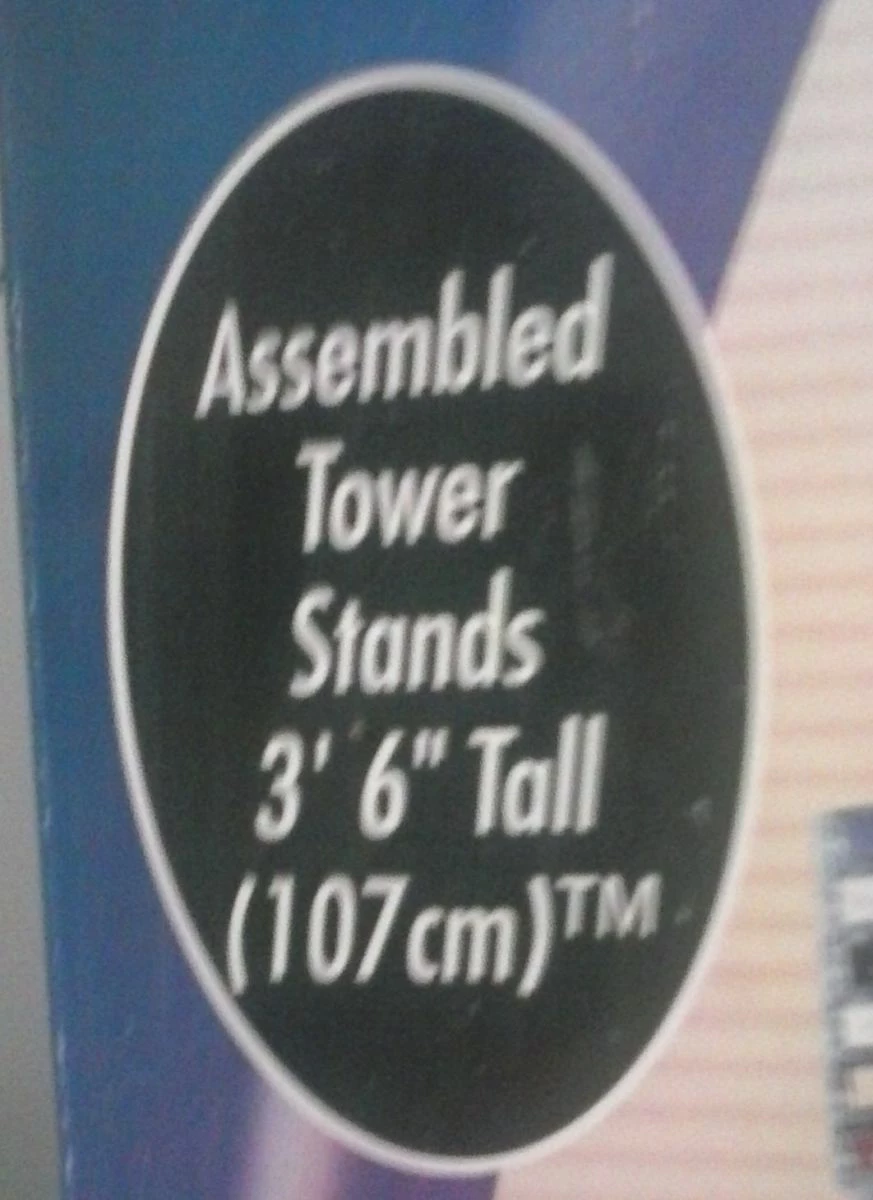 Assembled
Tower
Stands
3' 6" Tall
(107cm)™